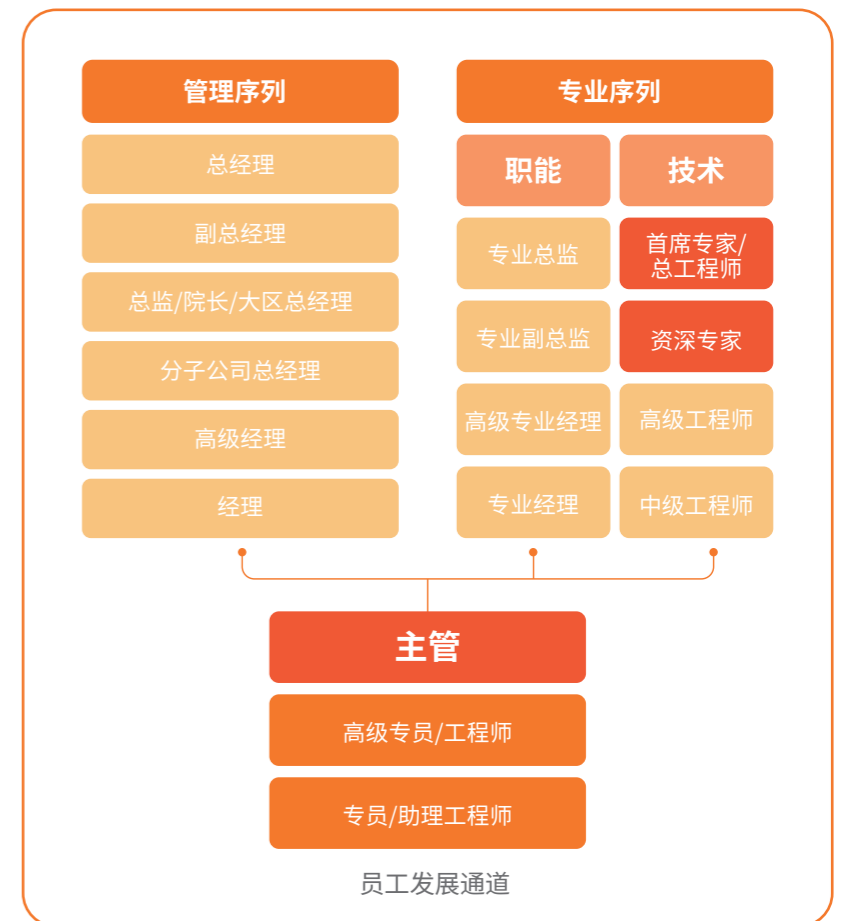 管理序列
总经理
副总经理
总监/院长/大区总经理
分子公司总经理
高级经理
经理
专业序列
职能
专业总监
专业副总监
高级专业经理
专业经理
技术
首席专家/
总工程师
资深专家
高级工程师
中级工程师
主管
高级专员/工程师
专员/助理工程师
员工发展通道